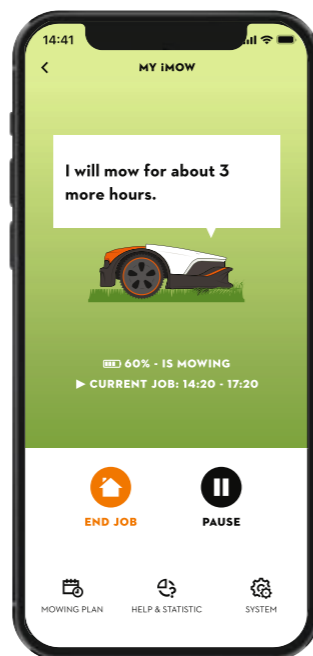 14:41
MY iMOW
I will mow for about 3
more hours.
60% - IS MOWING
CURRENT JOB: 14:20 - 17:20
END JOB
PAUSE
MOWING PLAN
HELP & STATISTIC
SYSTEM